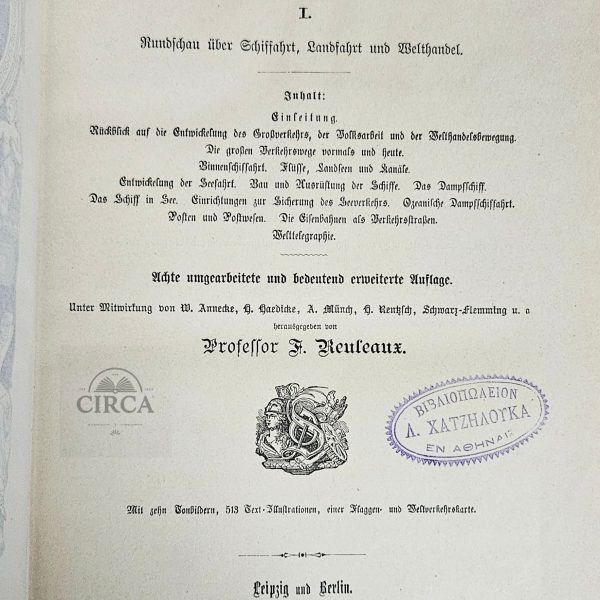 I.
Rundschau über Schiffahrt, Landfahrt und Welthandel.
Inhalt:
Einleitung.
Rückblick auf die Entwickelung des Großverkehrs, der Volksarbeit und der Welthandelsbewegung.
Die großen Verkehrswege vormals und heute.
Binnenschiffahrt. Flüsse, Landseen und Kanäle.
Entwickelung der Seefahrt. Bau und Ausrüstung der Schiffe. Das Dampfschiff.
Das Schiff in See. Einrichtungen zur Sicherung des Seeverkehrs. Ozeanische Dampfschiffahrt.
Posten und Postwesen. Die Eisenbahnen als Verkehrsstraßen.
Welttelegraphie.
Achte umgearbeitete und bedeutend erweiterte Auflage.
Unter Mitwirkung von W. Annecke, H. Haedicke, A. Münch, H. Rentzsch, Schwarz-Flemming u. a
herausgegeben von
Professor F. Reuleaux.
CIRCA
ΒΙΒΛΙΟΠΩΛΕΙΟΝ
Λ. ΧΑΤΖΗΛΟΥΚΑ
ΕΝ ΑΘΗΝΑΙΣ
Mit zehn Tonbildern, 513 Text-Illustrationen, einer Flaggen- und Weltverkehrskarte.
Leipzig und Berlin.